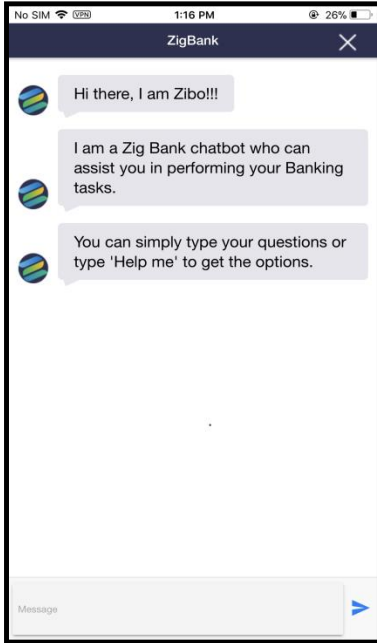 No SIM VPN 1:16 PM 26%
ZigBank
Hi there, I am Zibo!!!
I am a Zig Bank chatbot who can
assist you in performing your Banking
tasks.
You can simply type your questions or
type 'Help me' to get the options.
Message